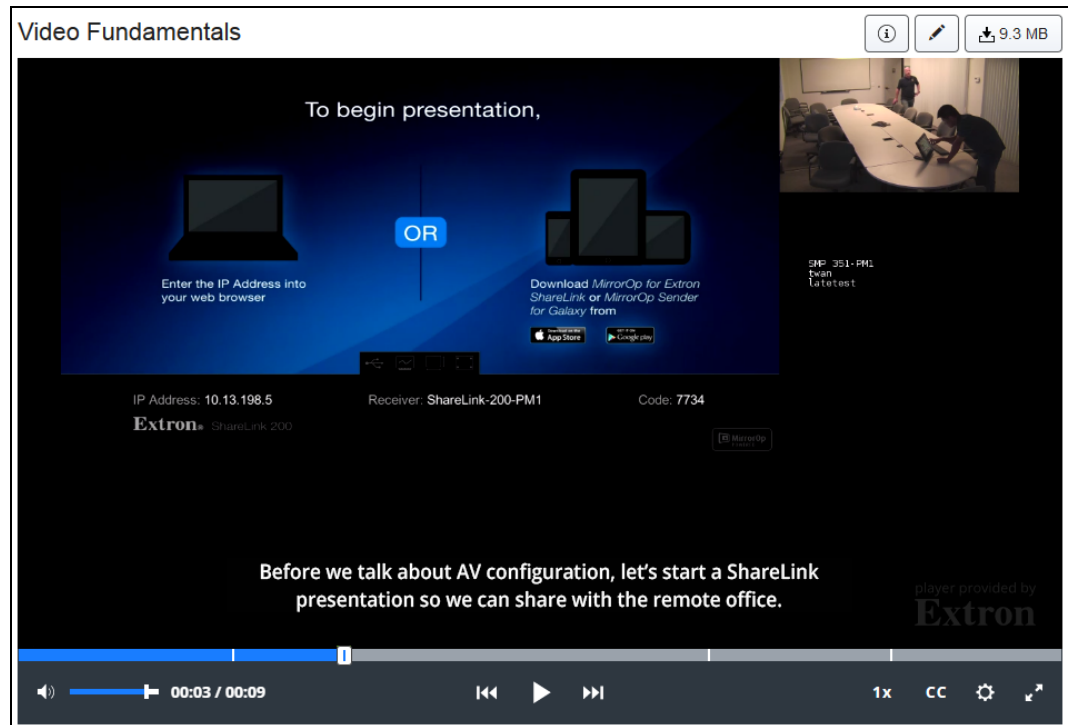 Video Fundamentals
9.3 MB
To begin presentation,
OR
Enter the IP Address into
your web browser
Download MirrorOp for Extron
ShareLink or MirrorOp Sender
for Galaxy from
App Store
Google play
SMP 351-PM1
twan
latetest
IP Address: 10.13.198.5
Receiver: ShareLink-200-PM1
Code: 7734
Extron® ShareLink 200
MirrorOp
Before we talk about AV configuration, let's start a ShareLink
presentation so we can share with the remote office.
player provided by
Extron
00:03 / 00:09
1x
CC